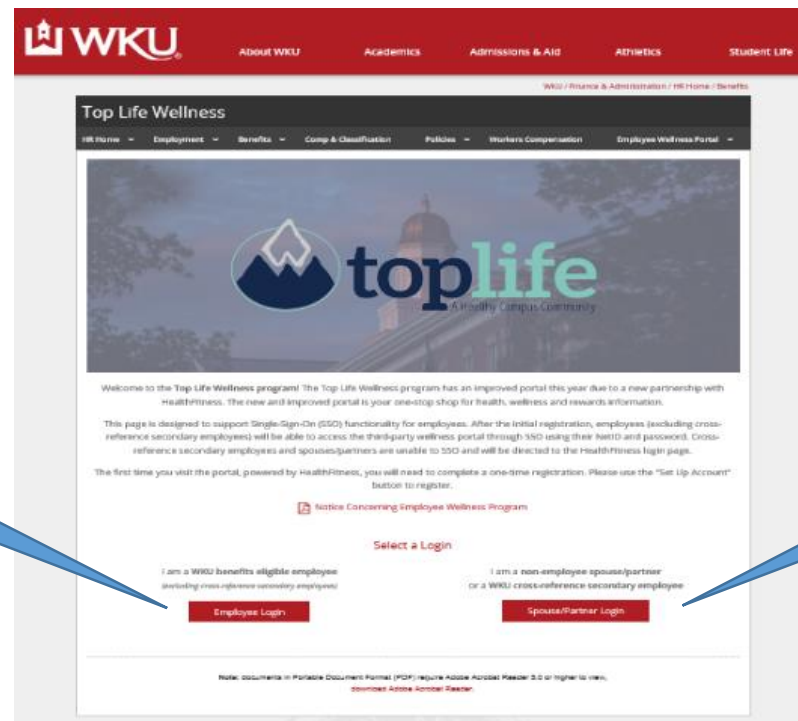 WKU
About WKU Academics Admissions & Aid Athletics Student Life
WKU / Finance & Administration / HR Home / Benefits
Top Life Wellness
HR Home Employment Benefits Comp & Classification Policies Workers Compensation Employee Wellness Portal
toplife
A Healthy Campus Community
Welcome to the Top Life Wellness program! The Top Life Wellness program has an improved portal this year due to a new partnership with
HealthFitness. The new and improved portal is your one-stop shop for health, wellness and rewards information.
This page is designed to support Single-Sign-On (SSO) functionality for employees. After the initial registration, employees (excluding cross-
reference secondary employees) will be able to access the third-party wellness portal through SSO using their NetID and password. Cross-
reference secondary employees and spouses/partners are unable to SSO and will be directed to the HealthFitness login page.
The first time you visit the portal, powered by HealthFitness, you will need to complete a one-time registration. Please use the "Set Up Account"
button to register.
Notice Concerning Employee Wellness Program
Select a Login
I am a WKU benefits eligible employee
(excluding cross-reference secondary employees)
Employee Login
I am a non-employee spouse/partner
or a WKU cross-reference secondary employee
Spouse/Partner Login
Note: documents in Portable Document Format (PDF) require Adobe Acrobat Reader 5.0 or higher to view,
download Adobe Acrobat Reader.